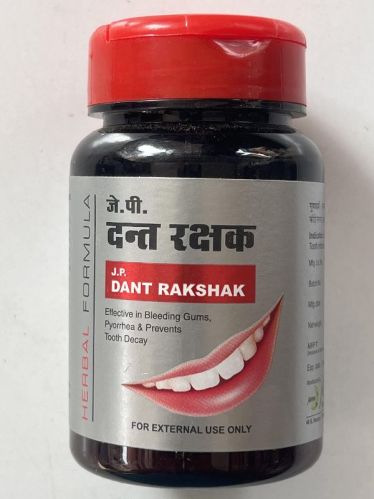 HERBAL FORMULA
जे.पी.
दन्त रक्षक
J.P.
DANT RAKSHAK
Effective in Bleeding Gums,
Pyorrhea & Prevents
Tooth Decay
FOR EXTERNAL USE ONLY